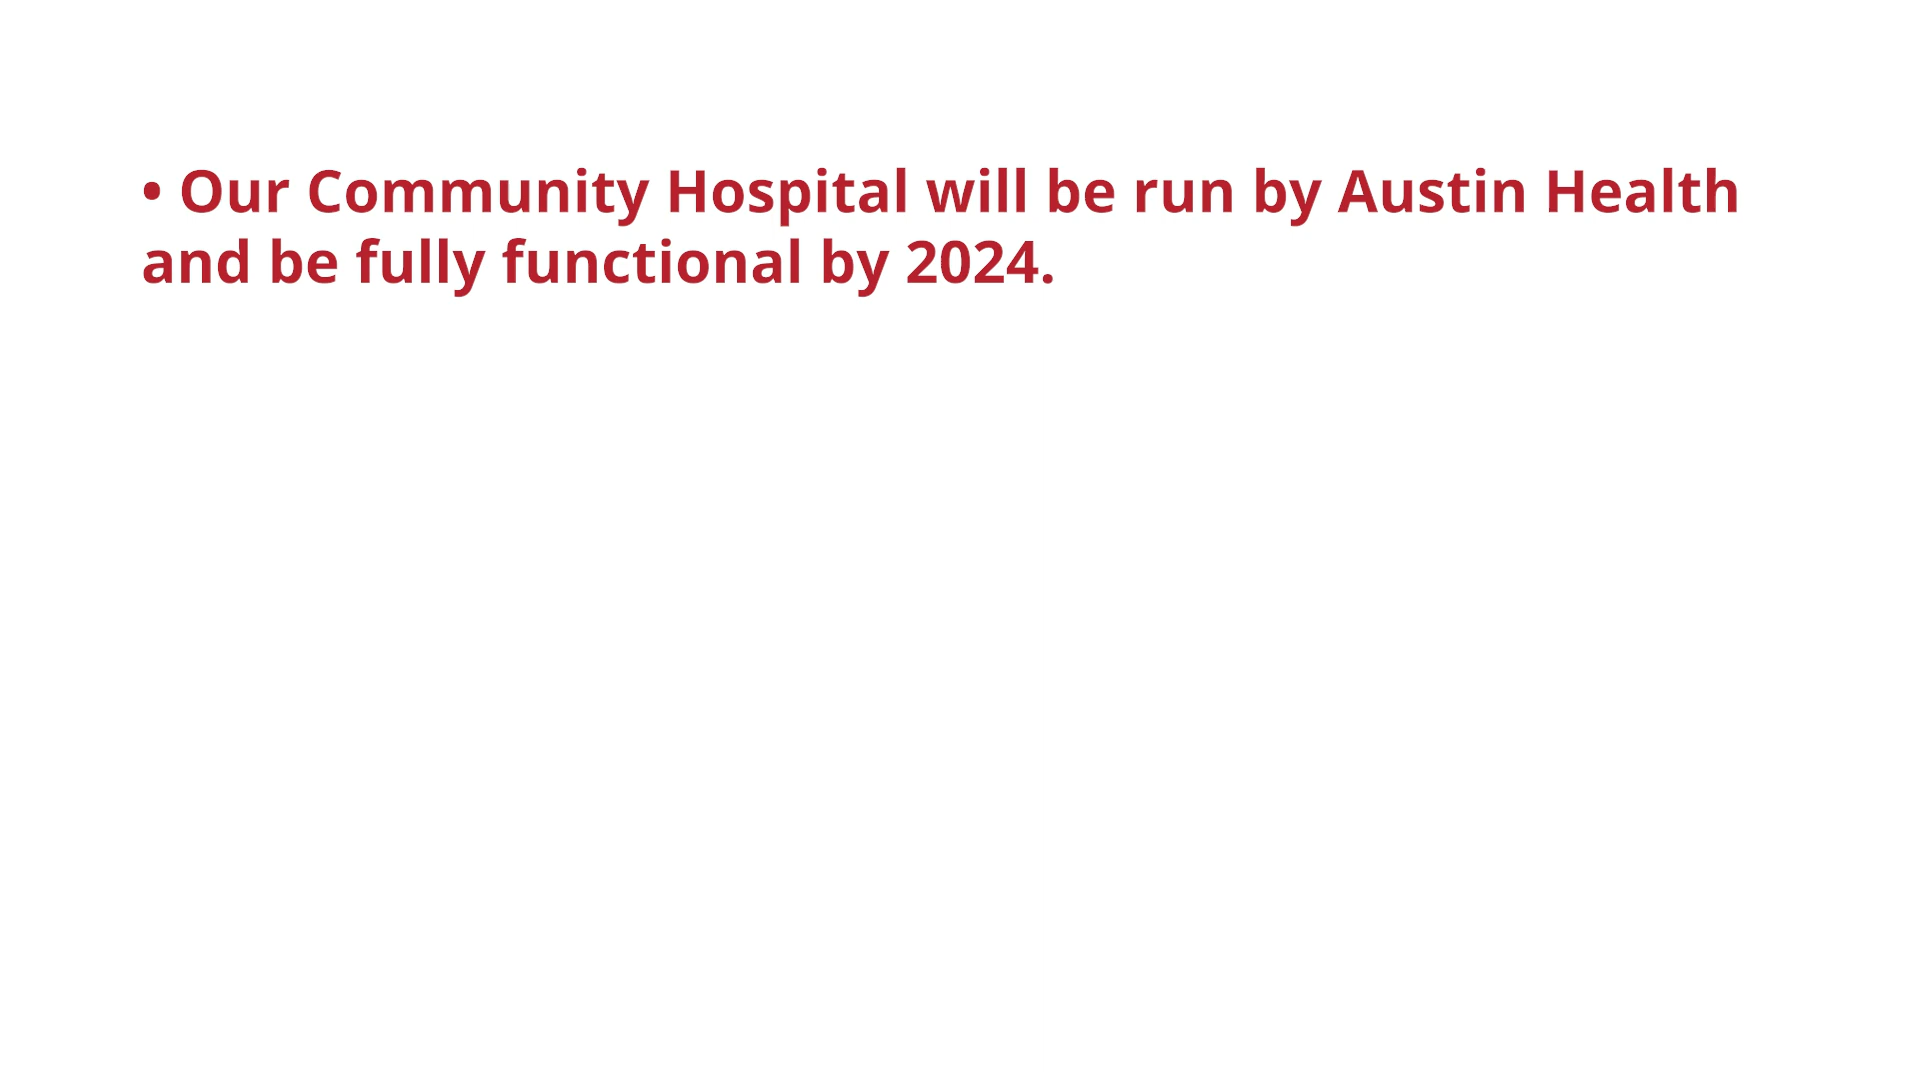 • Our Community Hospital will be run by Austin Health
and be fully functional by 2024.